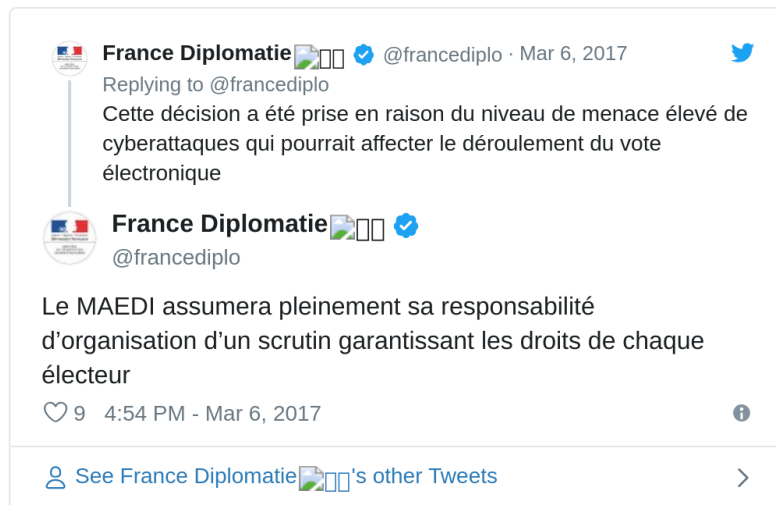 France Diplomatie @francediplo · Mar 6, 2017
Replying to @francediplo
Cette décision a été prise en raison du niveau de menace élevé de
cyberattaques qui pourrait affecter le déroulement du vote
électronique
France Diplomatie
@francediplo
Le MAEDI assumera pleinement sa responsabilité
d’organisation d’un scrutin garantissant les droits de chaque
électeur
9 4:54 PM - Mar 6, 2017
See France Diplomatie's other Tweets